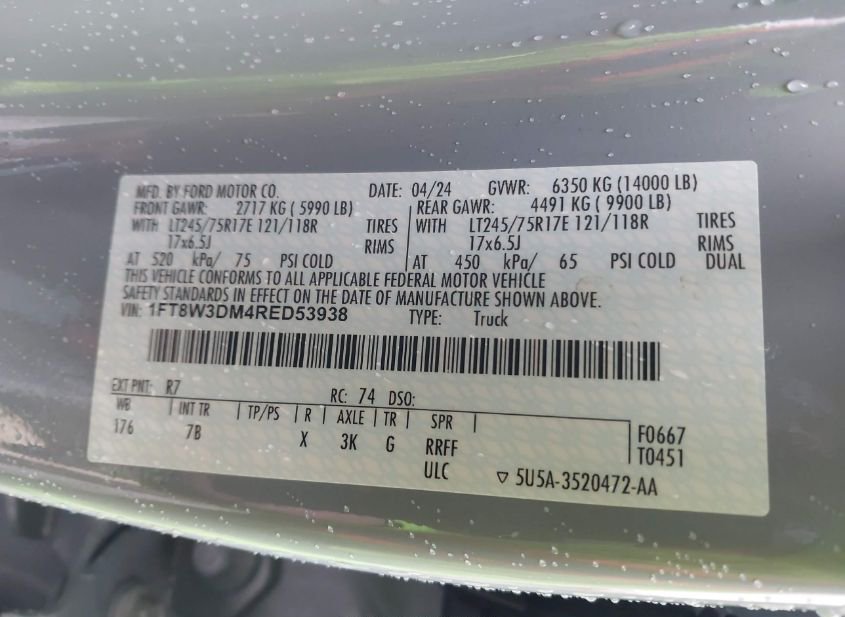 MFD. BY FORD MOTOR CO. DATE: 04/24 GVWR: 6350 KG (14000 LB)
FRONT GAWR: 2717 KG ( 5990 LB) REAR GAWR: 4491 KG ( 9900 LB)
WITH LT245/75R17E 121/118R TIRES WITH LT245/75R17E 121/118R TIRES
17x6.5J RIMS 17x6.5J RIMS
AT 520 kPa/ 75 PSI COLD AT 450 kPa/ 65 PSI COLD DUAL
THIS VEHICLE CONFORMS TO ALL APPLICABLE FEDERAL MOTOR VEHICLE
SAFETY STANDARDS IN EFFECT ON THE DATE OF MANUFACTURE SHOWN ABOVE.
VIN: 1FT8W3DM4RED53938 TYPE: Truck
EXT PNT: R7 RC: 74 DSO:
WB INT TR TP/PS R AXLE TR SPR
176 7B X 3K G RRFF F0667
ULC T0451
5U5A-3520472-AA